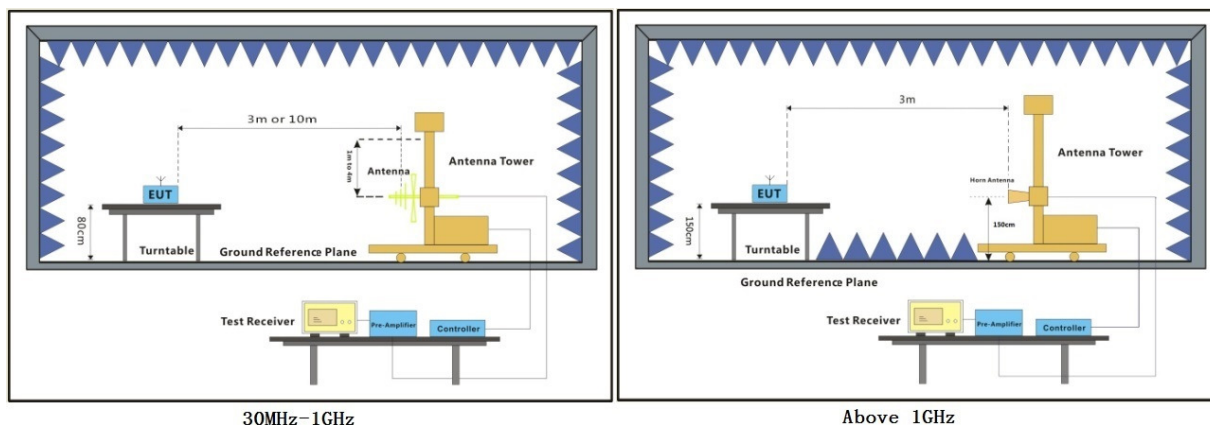 3m or 10m
1m to 4m
Antenna
Antenna Tower
EUT
80cm
Turntable
Ground Reference Plane
Test Receiver
Pre-Amplifier
Controller
30MHz-1GHz
3m
Antenna Tower
Horn Antenna
EUT
150cm
150cm
Turntable
Ground Reference Plane
Test Receiver
Pre-Amplifier
Controller
Above 1GHz